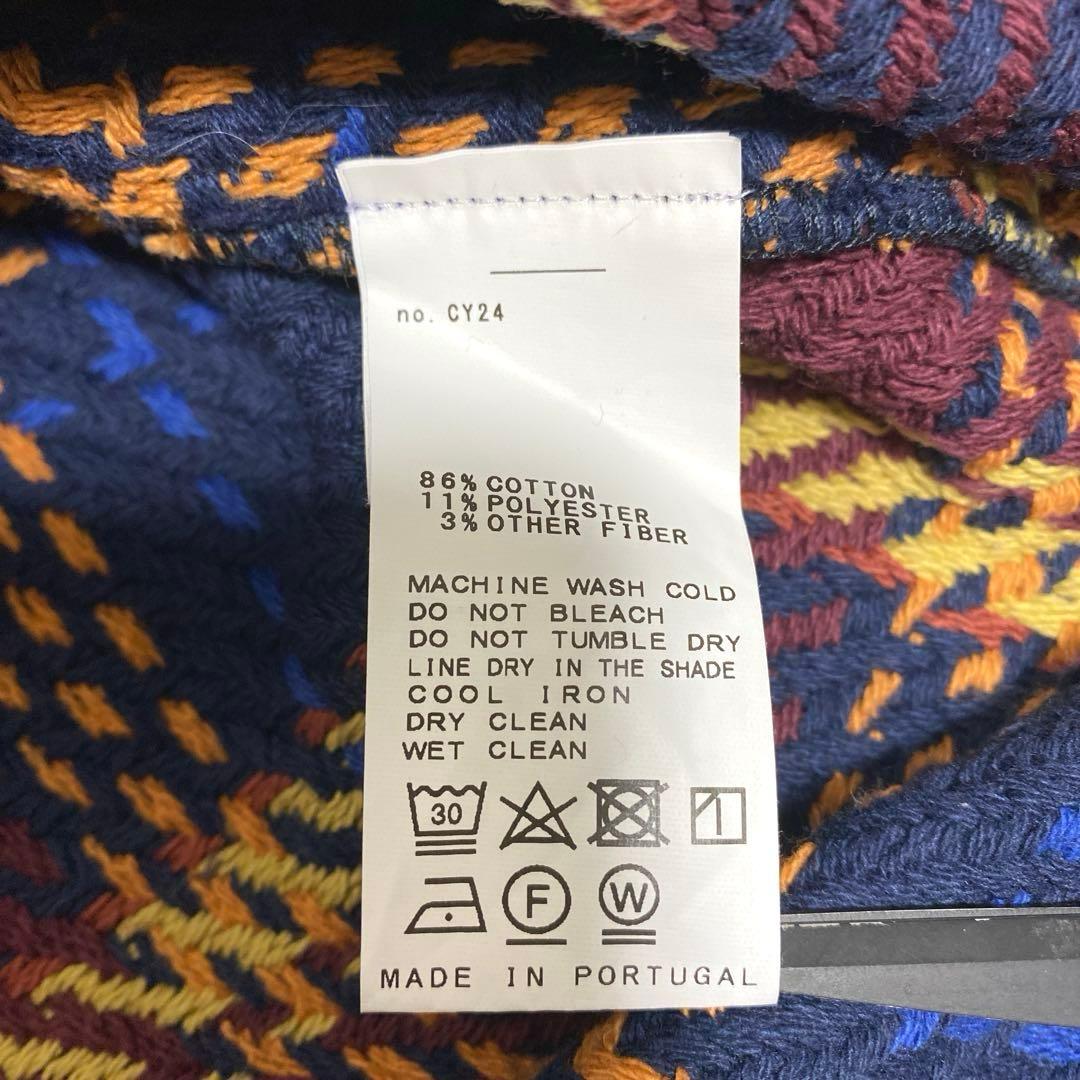 no. CY24
86% COTTON
11% POLYESTER
3% OTHER FIBER
MACHINE WASH COLD
DO NOT BLEACH
DO NOT TUMBLE DRY
LINE DRY IN THE SHADE
COOL IRON
DRY CLEAN
WET CLEAN
30
F W
MADE IN PORTUGAL